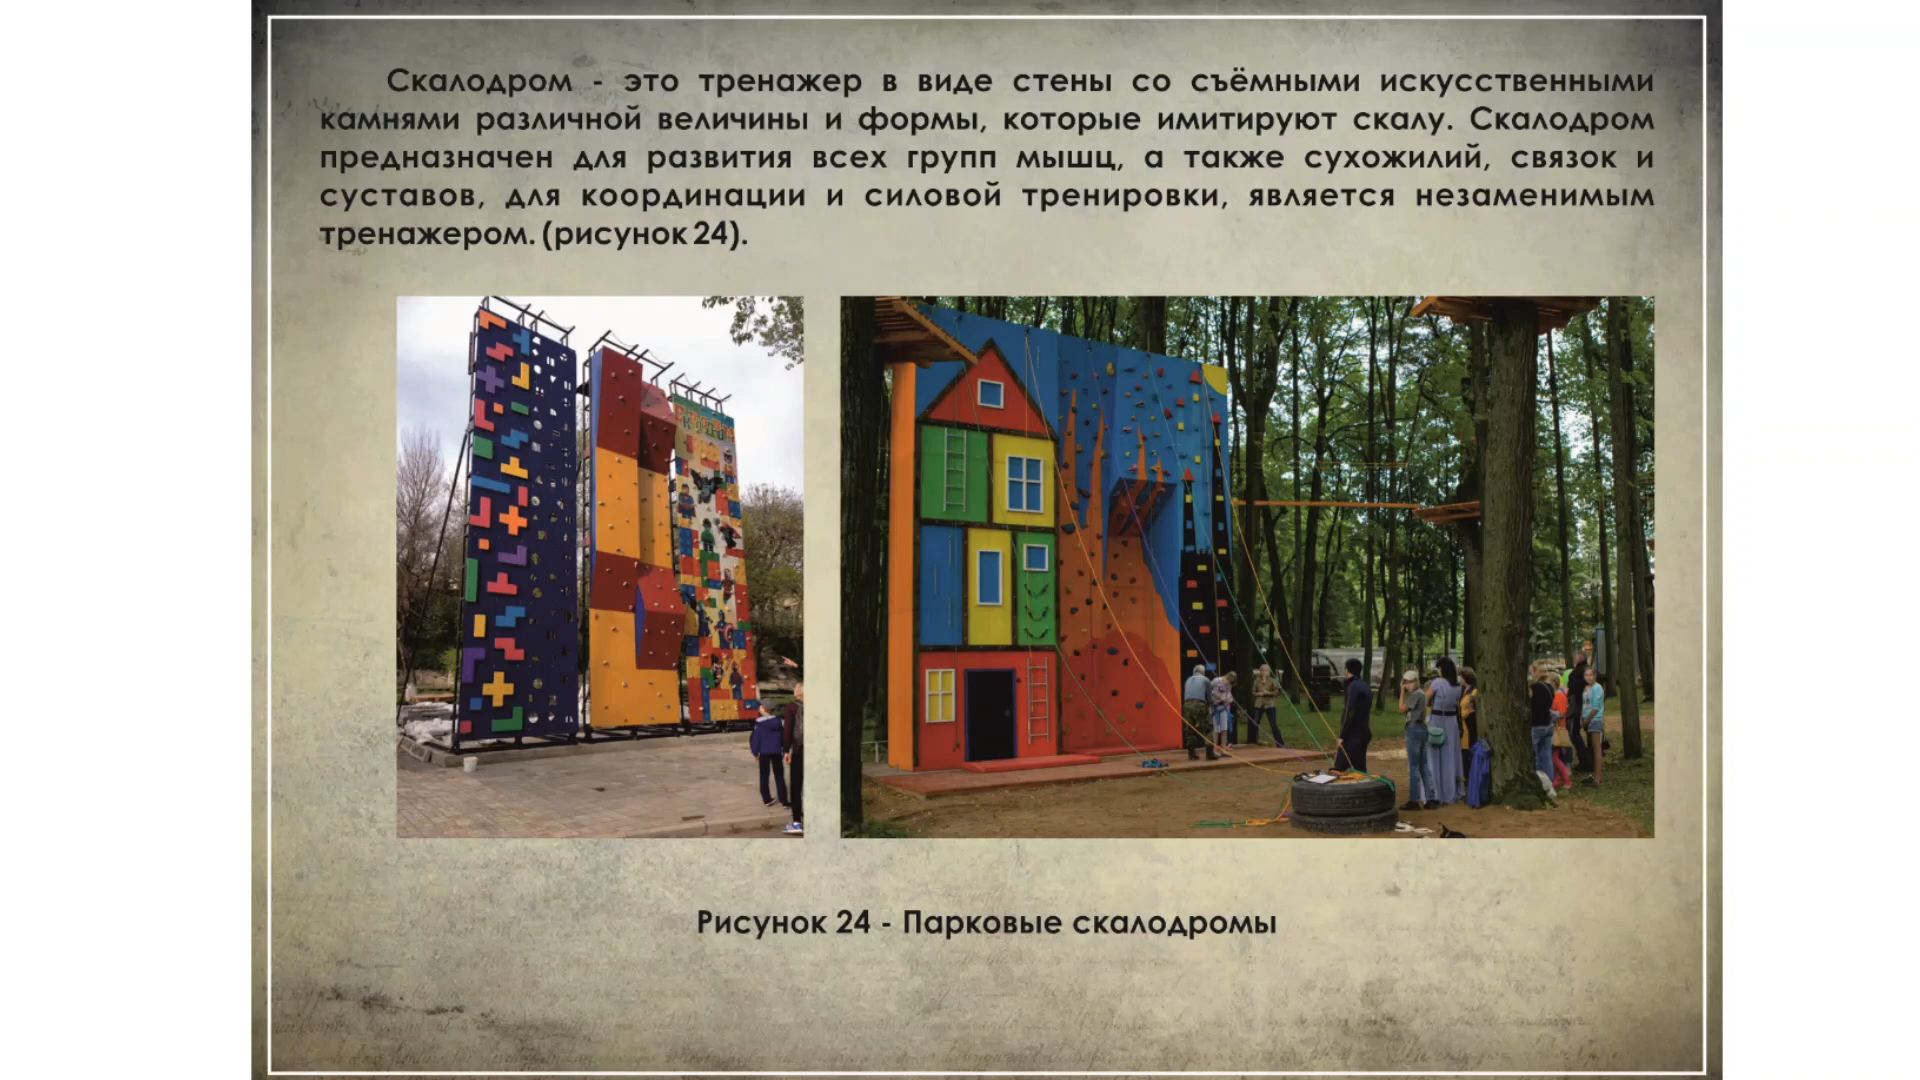 Скалодром - это тренажер в виде стены со съёмными искусственными
камнями различной величины и формы, которые имитируют скалу. Скалодром
предназначен для развития всех групп мышц, а также сухожилий, связок и
суставов, для координации и силовой тренировки, является незаменимым
тренажером. (рисунок 24).
Рисунок 24 - Парковые скалодромы